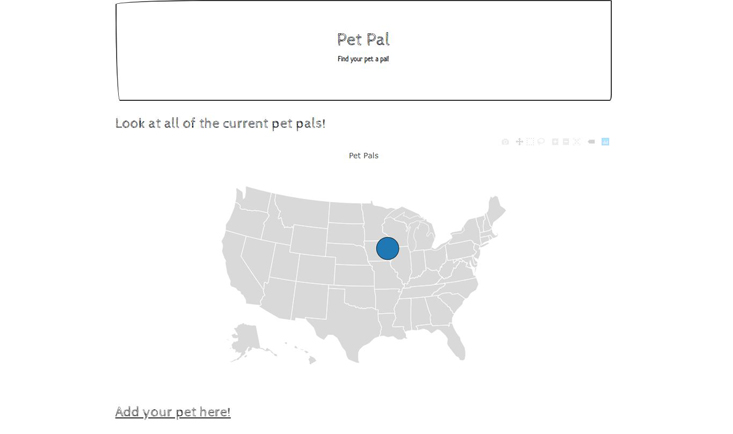 Pet Pal
Find your pet a pal!
Look at all of the current pet pals!
Pet Pals
Add your pet here!